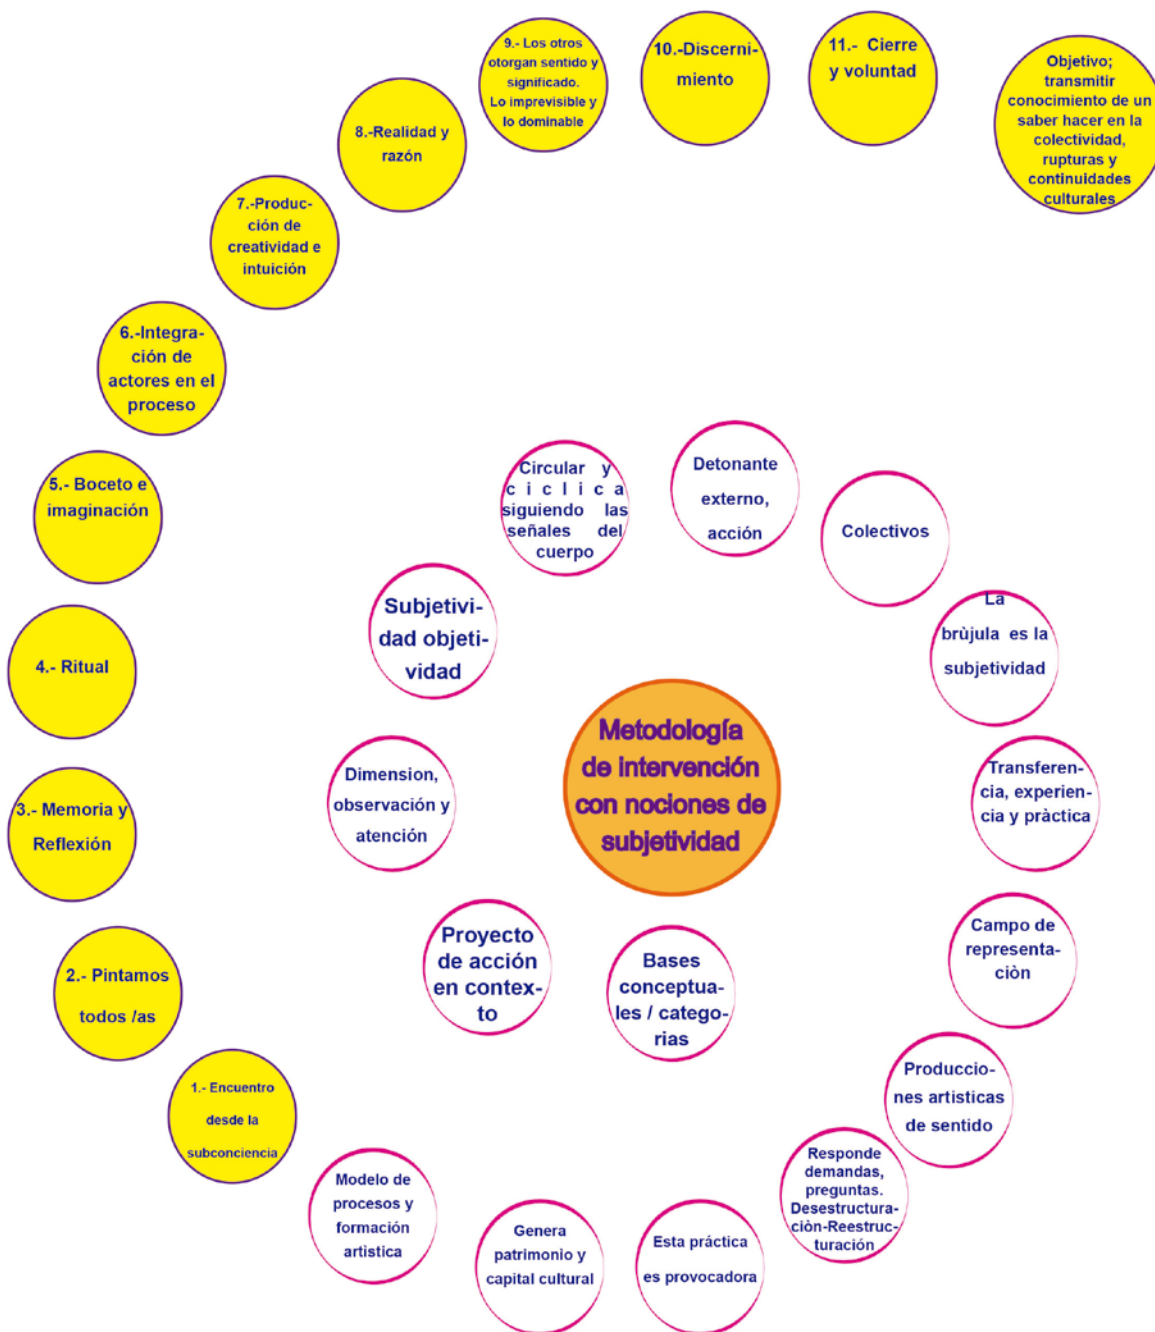 9.- Los otros
otorgan sentido y
significado.
Lo imprevisible y
lo dominable
10.-Discerni-
miento
11.- Cierre
y voluntad
Objetivo;
transmitir
conocimiento de un
saber hacer en la
colectividad,
rupturas y
continuidades
culturales
8.-Realidad y
razón
7.-Produc-
ción de
creatividad e
intuición
6.-Integra-
ción de
actores en el
proceso
5.- Boceto e
imaginación
4.- Ritual
3.- Memoria y
Reflexión
2.- Pintamos
todos /as
1.- Encuentro
desde la
subconciencia
Modelo de
procesos y
formación
artistica
Genera
patrimonio y
capital cultural
Esta práctica
es provocadora
Responde
demandas,
preguntas.
Desestructura-
ciòn-Reestruc-
turación
Produccio-
nes artisticas
de sentido
Campo de
representa-
ciòn
Transferen-
cia, experien-
cia y pràctica
La
brùjula es la
subjetividad
Colectivos
Detonante
externo,
acción
Circular y
c i c l i c a
siguiendo las
señales del
cuerpo
Subjetivi-
dad objeti-
vidad
Dimension,
observación y
atención
Proyecto
de acción
en contex-
to
Bases
conceptua-
les / catego-
rias
Metodología
de intervención
con nociones de
subjetividad